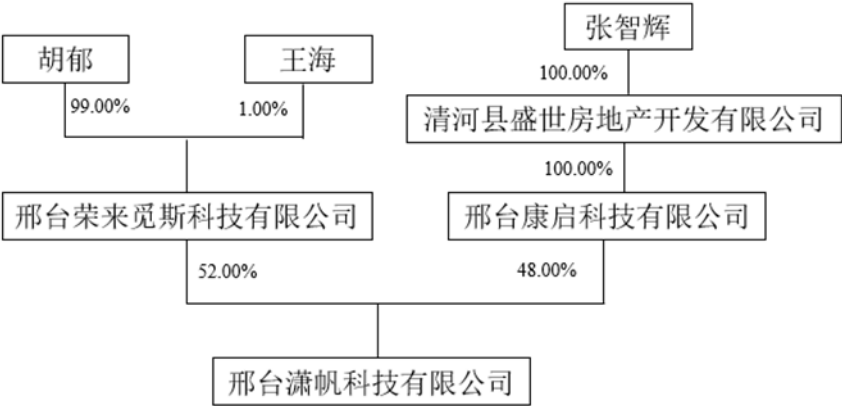 胡郁
王海
张智辉
99.00%
1.00%
100.00%
清河县盛世房地产开发有限公司
100.00%
邢台荣来觅斯科技有限公司
邢台康启科技有限公司
52.00%
48.00%
邢台潇帆科技有限公司